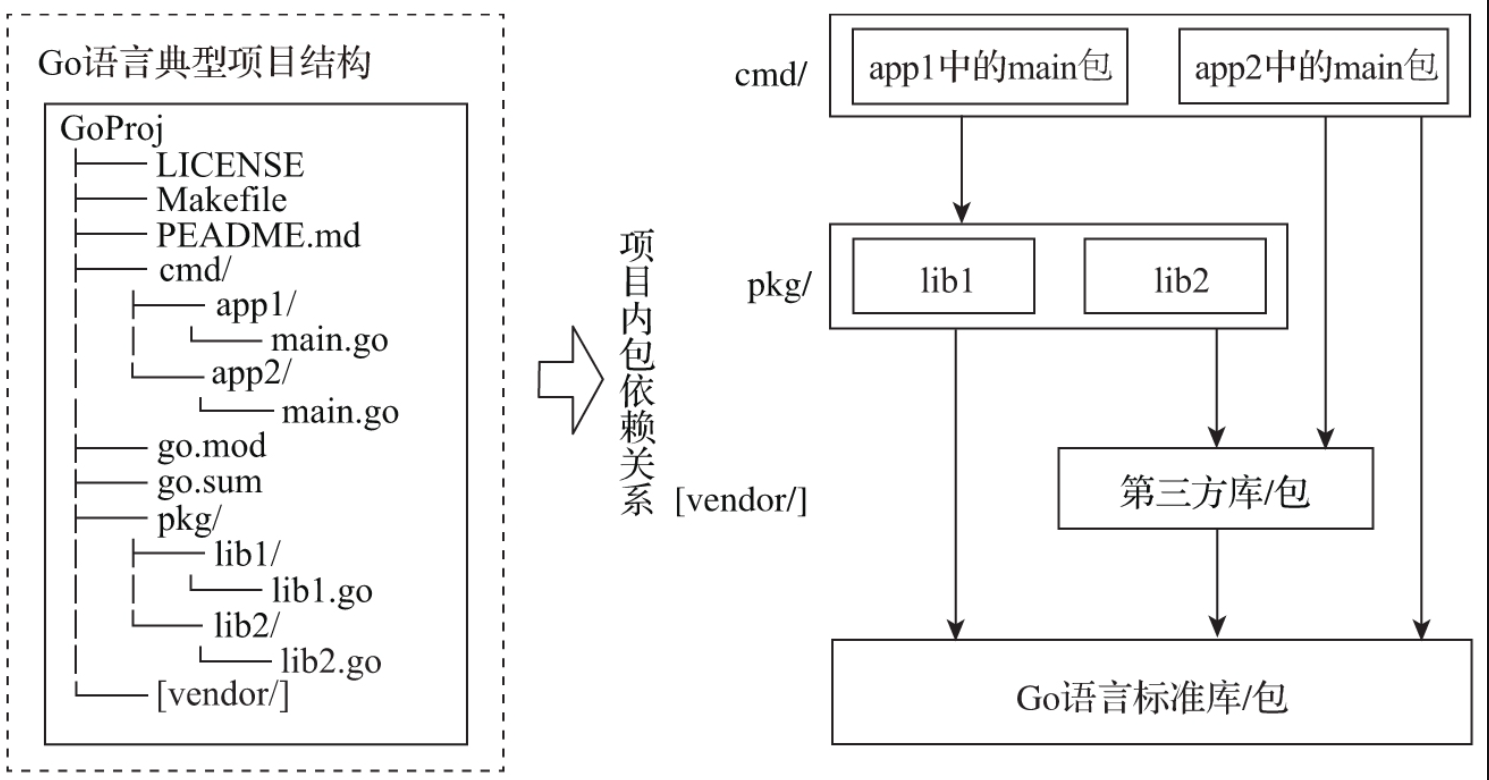 Go语言典型项目结构
GoProj
LICENSE
Makefile
PEADME.md
cmd/
app1/
main.go
app2/
main.go
go.mod
go.sum
pkg/
lib1/
lib1.go
lib2/
lib2.go
[vendor/]
项目内包依赖关系
cmd/
app1中的main包
app2中的main包
pkg/
lib1
lib2
[vendor/]
第三方库/包
Go语言标准库/包